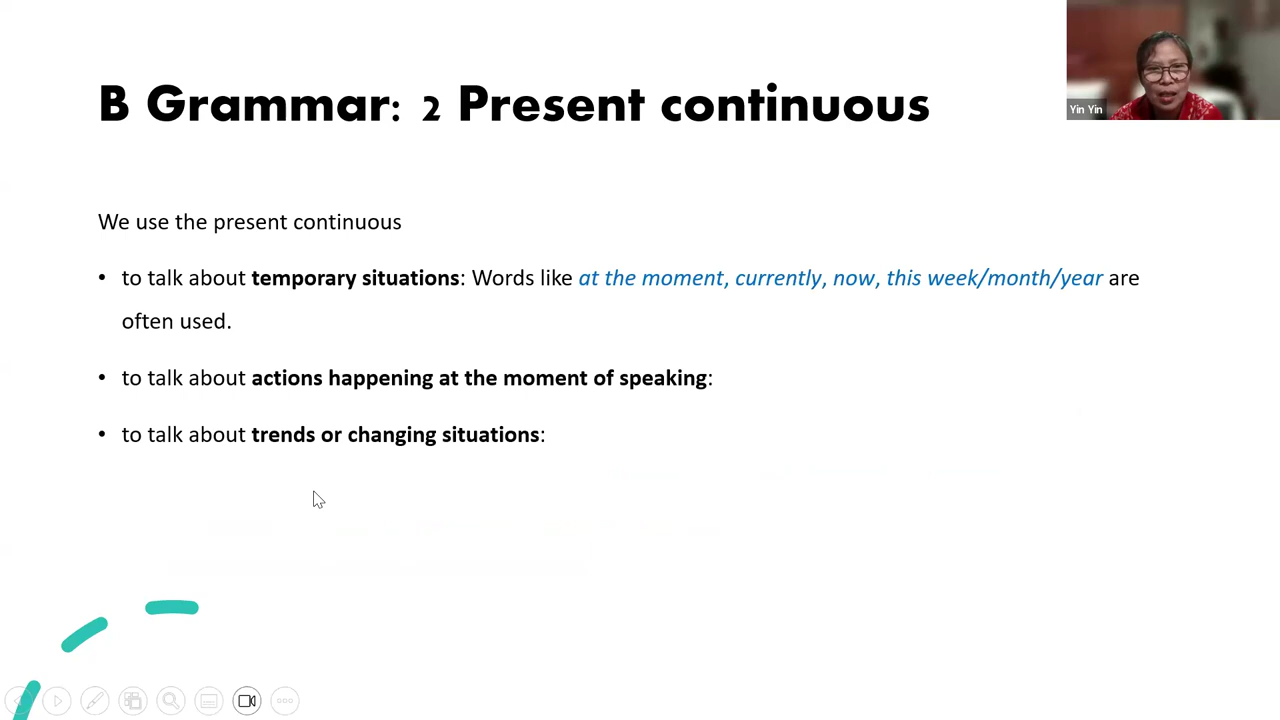 B Grammar: 2 Present continuous
Yin Yin
We use the present continuous
• to talk about temporary situations: Words like at the moment, currently, now, this week/month/year are
often used.
• to talk about actions happening at the moment of speaking:
• to talk about trends or changing situations: